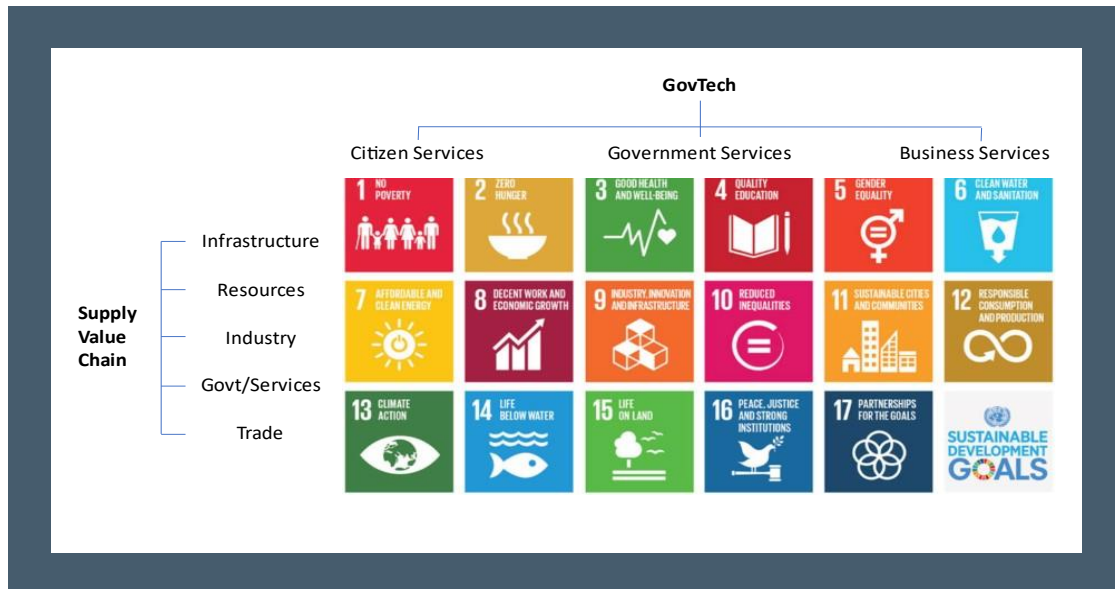 GovTech
Citizen Services
Government Services
Business Services
Supply
Value
Chain
Infrastructure
Resources
Industry
Govt/Services
Trade
1 NO
POVERTY
2 ZERO
HUNGER
3 GOOD HEALTH
AND WELL-BEING
4 QUALITY
EDUCATION
5 GENDER
EQUALITY
6 CLEAN WATER
AND SANITATION
7 AFFORDABLE AND
CLEAN ENERGY
8 DECENT WORK AND
ECONOMIC GROWTH
9 INDUSTRY, INNOVATION
AND INFRASTRUCTURE
10 REDUCED
INEQUALITIES
11 SUSTAINABLE CITIES
AND COMMUNITIES
12 RESPONSIBLE
CONSUMPTION
AND PRODUCTION
13 CLIMATE
ACTION
14 LIFE
BELOW WATER
15 LIFE
ON LAND
16 PEACE, JUSTICE
AND STRONG
INSTITUTIONS
17 PARTNERSHIPS
FOR THE GOALS
SUSTAINABLE
DEVELOPMENT
GOALS